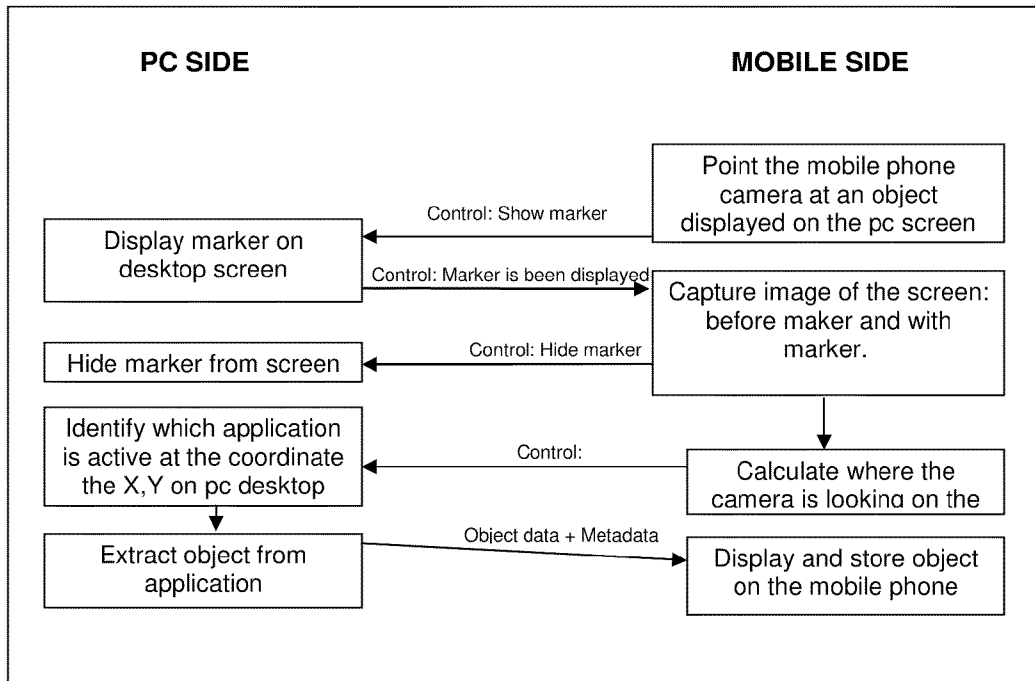 PC SIDE
MOBILE SIDE
Point the mobile phone
camera at an object
displayed on the pc screen
Control: Show marker
Display marker on
desktop screen
Control: Marker is been displayed
Capture image of the screen:
before maker and with
marker.
Control: Hide marker
Hide marker from screen
Identify which application
is active at the coordinate
the X,Y on pc desktop
Control:
Calculate where the
camera is looking on the
Extract object from
application
Object data + Metadata
Display and store object
on the mobile phone